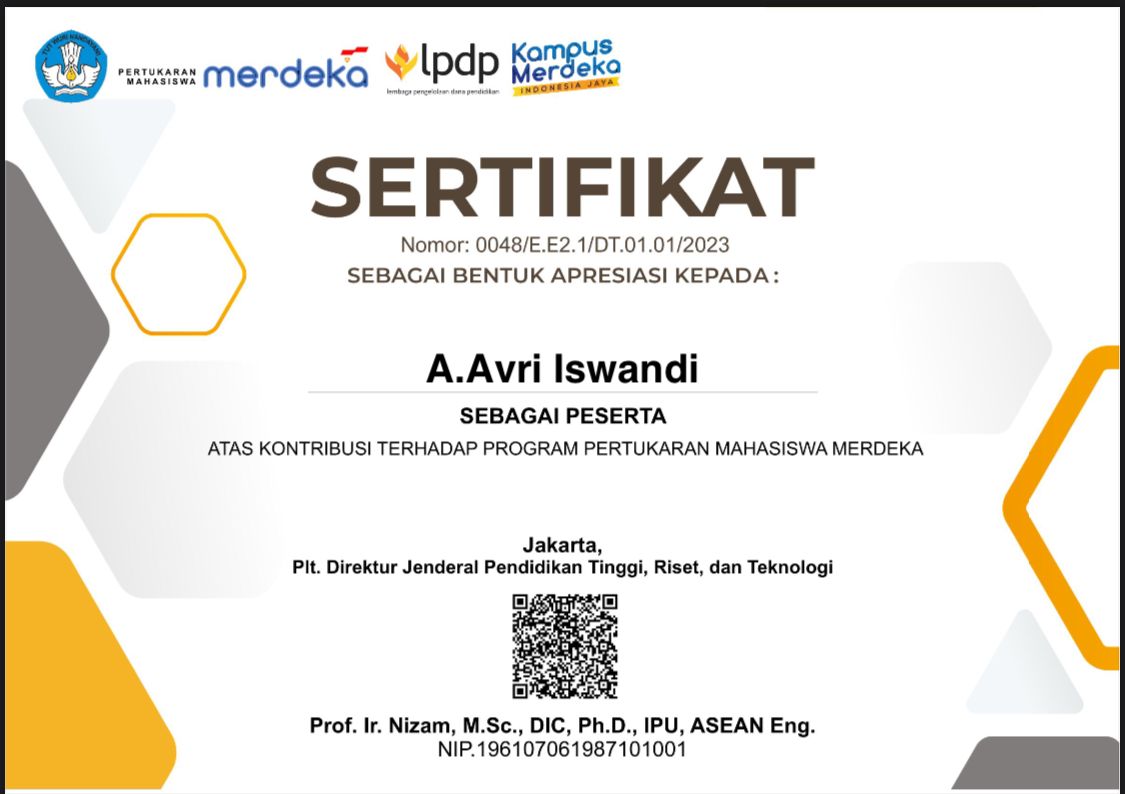 TUT WURI HANDAYANI
PERTUKARAN
MAHASISWA
merdeka
lpdp
lembaga pengelolaan dana pendidikan
Kampus
Merdeka
INDONESIA JAYA
SERTIFIKAT
Nomor: 0048/E.E2.1/DT.01.01/2023
SEBAGAI BENTUK APRESIASI KEPADA :
A.Avri Iswandi
SEBAGAI PESERTA
ATAS KONTRIBUSI TERHADAP PROGRAM PERTUKARAN MAHASISWA MERDEKA
Jakarta,
Plt. Direktur Jenderal Pendidikan Tinggi, Riset, dan Teknologi
Prof. Ir. Nizam, M.Sc., DIC, Ph.D., IPU, ASEAN Eng.
NIP.196107061987101001